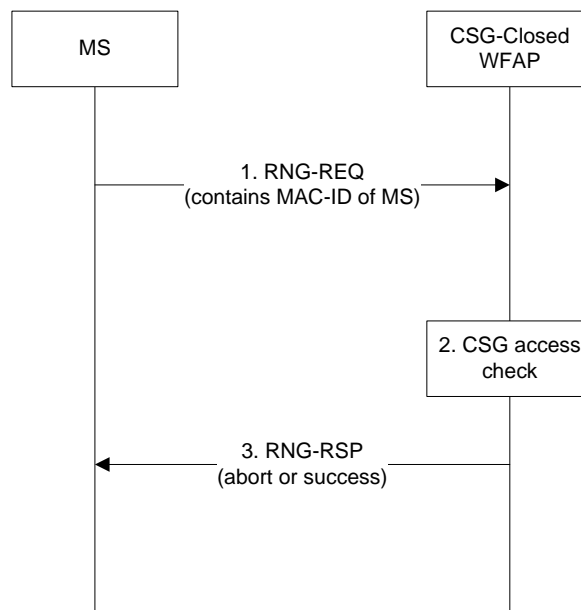 MS
CSG-Closed
WFAP
1. RNG-REQ
(contains MAC-ID of MS)
2. CSG access
check
3. RNG-RSP
(abort or success)